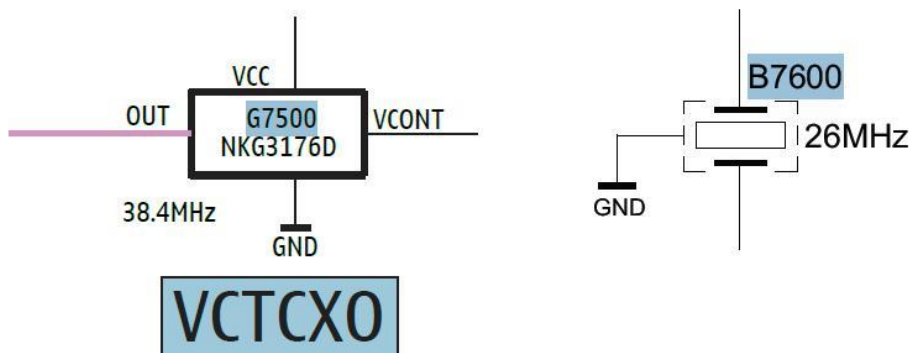 VCC
OUT
G7500
VCONT
NKG3176D
38.4MHz
GND
VCTCXO
B7600
26MHz
GND